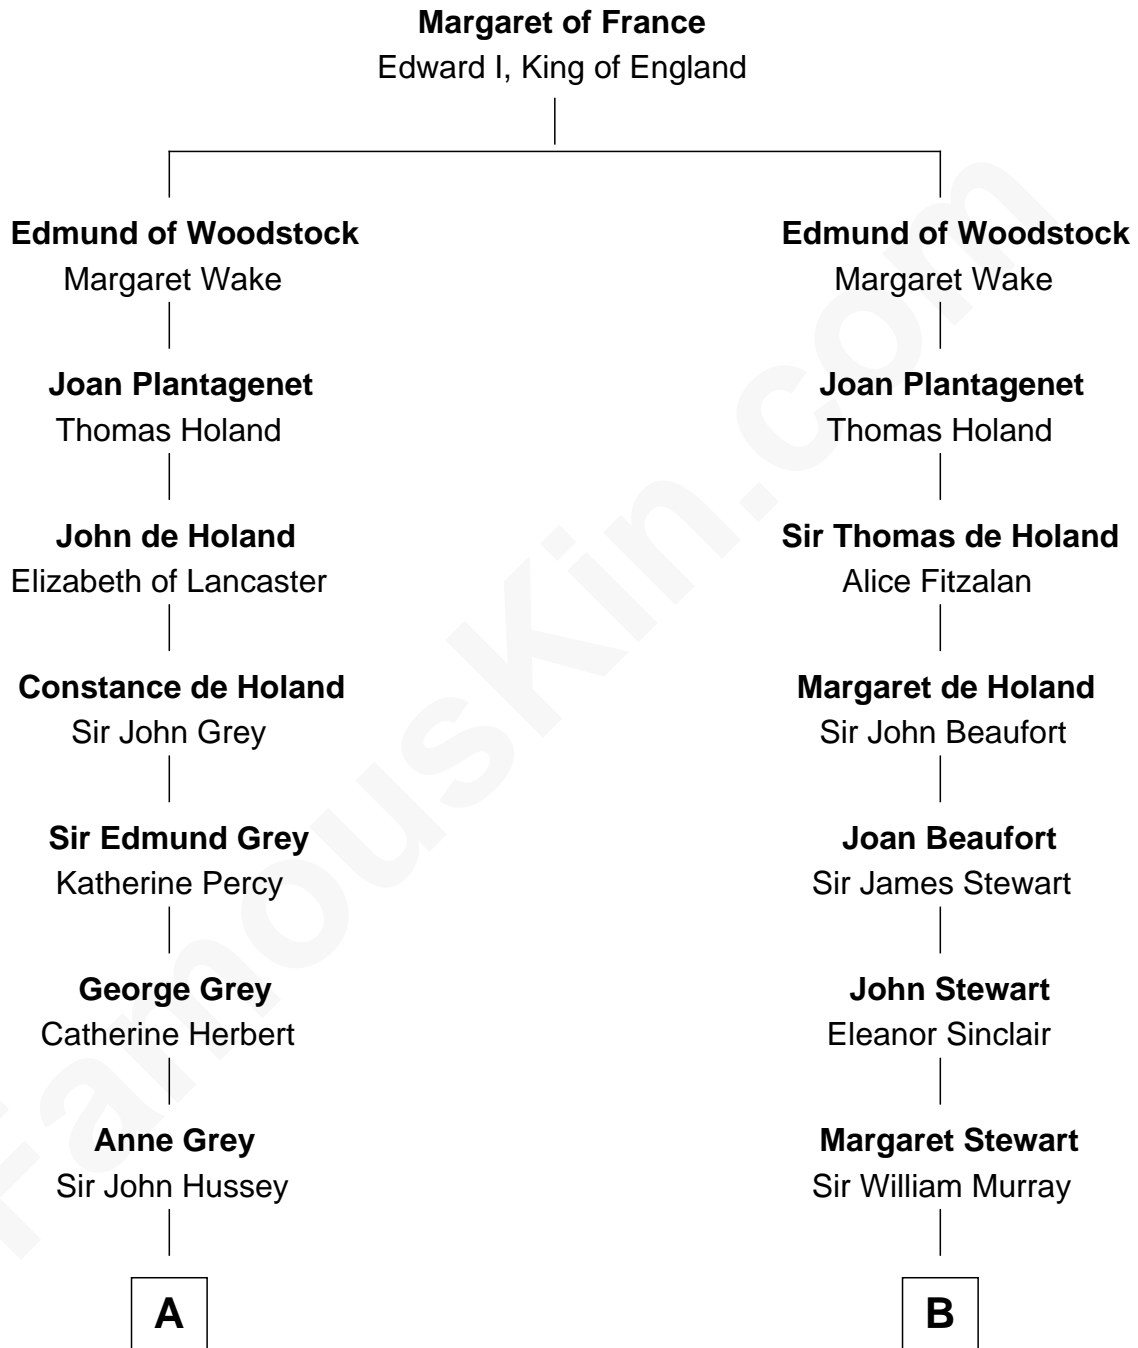 Margaret of France
Edward I, King of England
Edmund of Woodstock
Margaret Wake
Joan Plantagenet
Thomas Holand
John de Holand
Elizabeth of Lancaster
Constance de Holand
Sir John Grey
Sir Edmund Grey
Katherine Percy
George Grey
Catherine Herbert
Anne Grey
Sir John Hussey
A
Edmund of Woodstock
Margaret Wake
Joan Plantagenet
Thomas Holand
Sir Thomas de Holand
Alice Fitzalan
Margaret de Holand
Sir John Beaufort
Joan Beaufort
Sir James Stewart
John Stewart
Eleanor Sinclair
Margaret Stewart
Sir William Murray
B
FamousKin.com